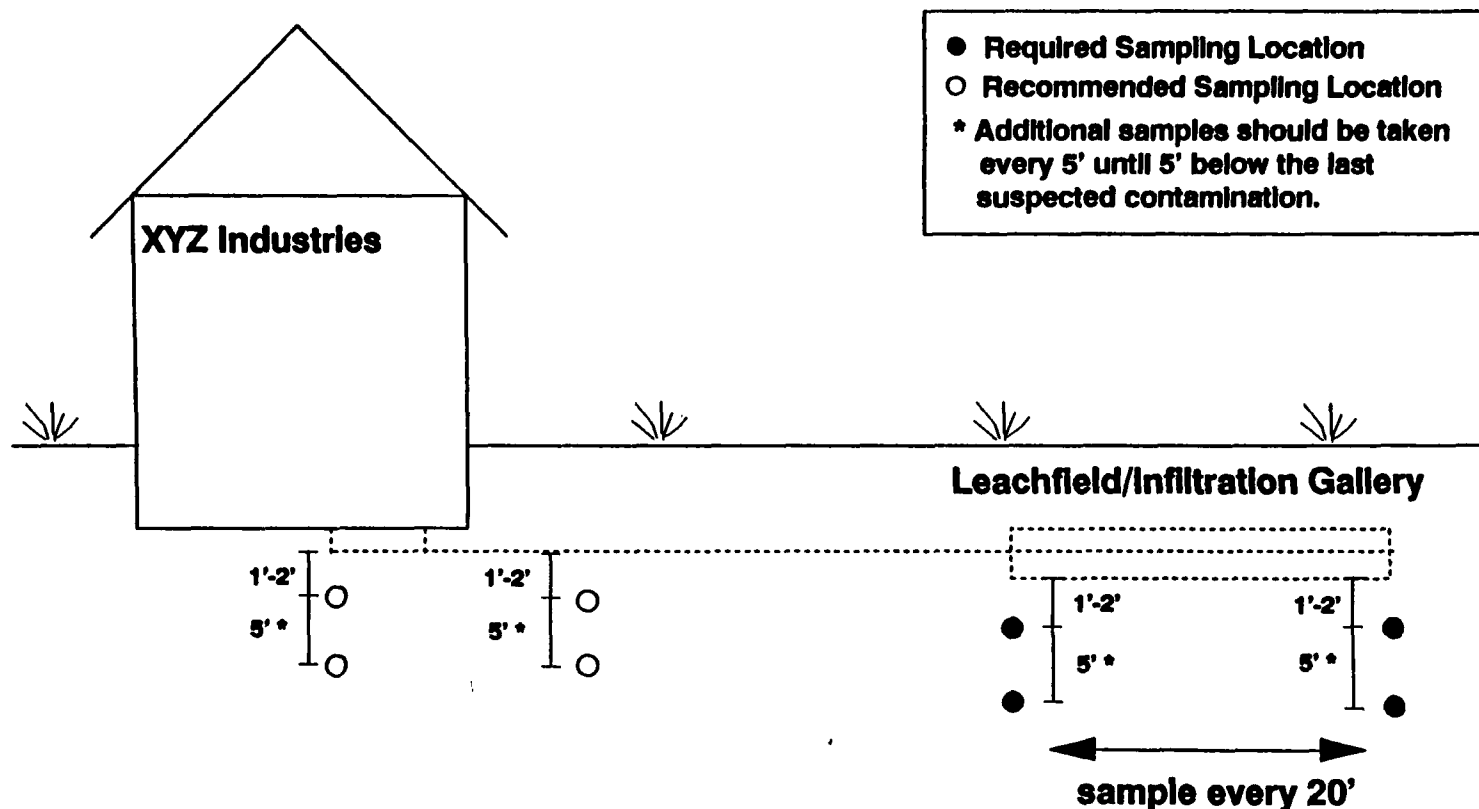 ● Required Sampling Location
○ Recommended Sampling Location
* Additional samples should be taken
every 5' until 5' below the last
suspected contamination.
XYZ Industries
Leachfield/Infiltration Gallery
1'-2'
5' *
1'-2'
5' *
1'-2'
5' *
1'-2'
5' *
sample every 20'